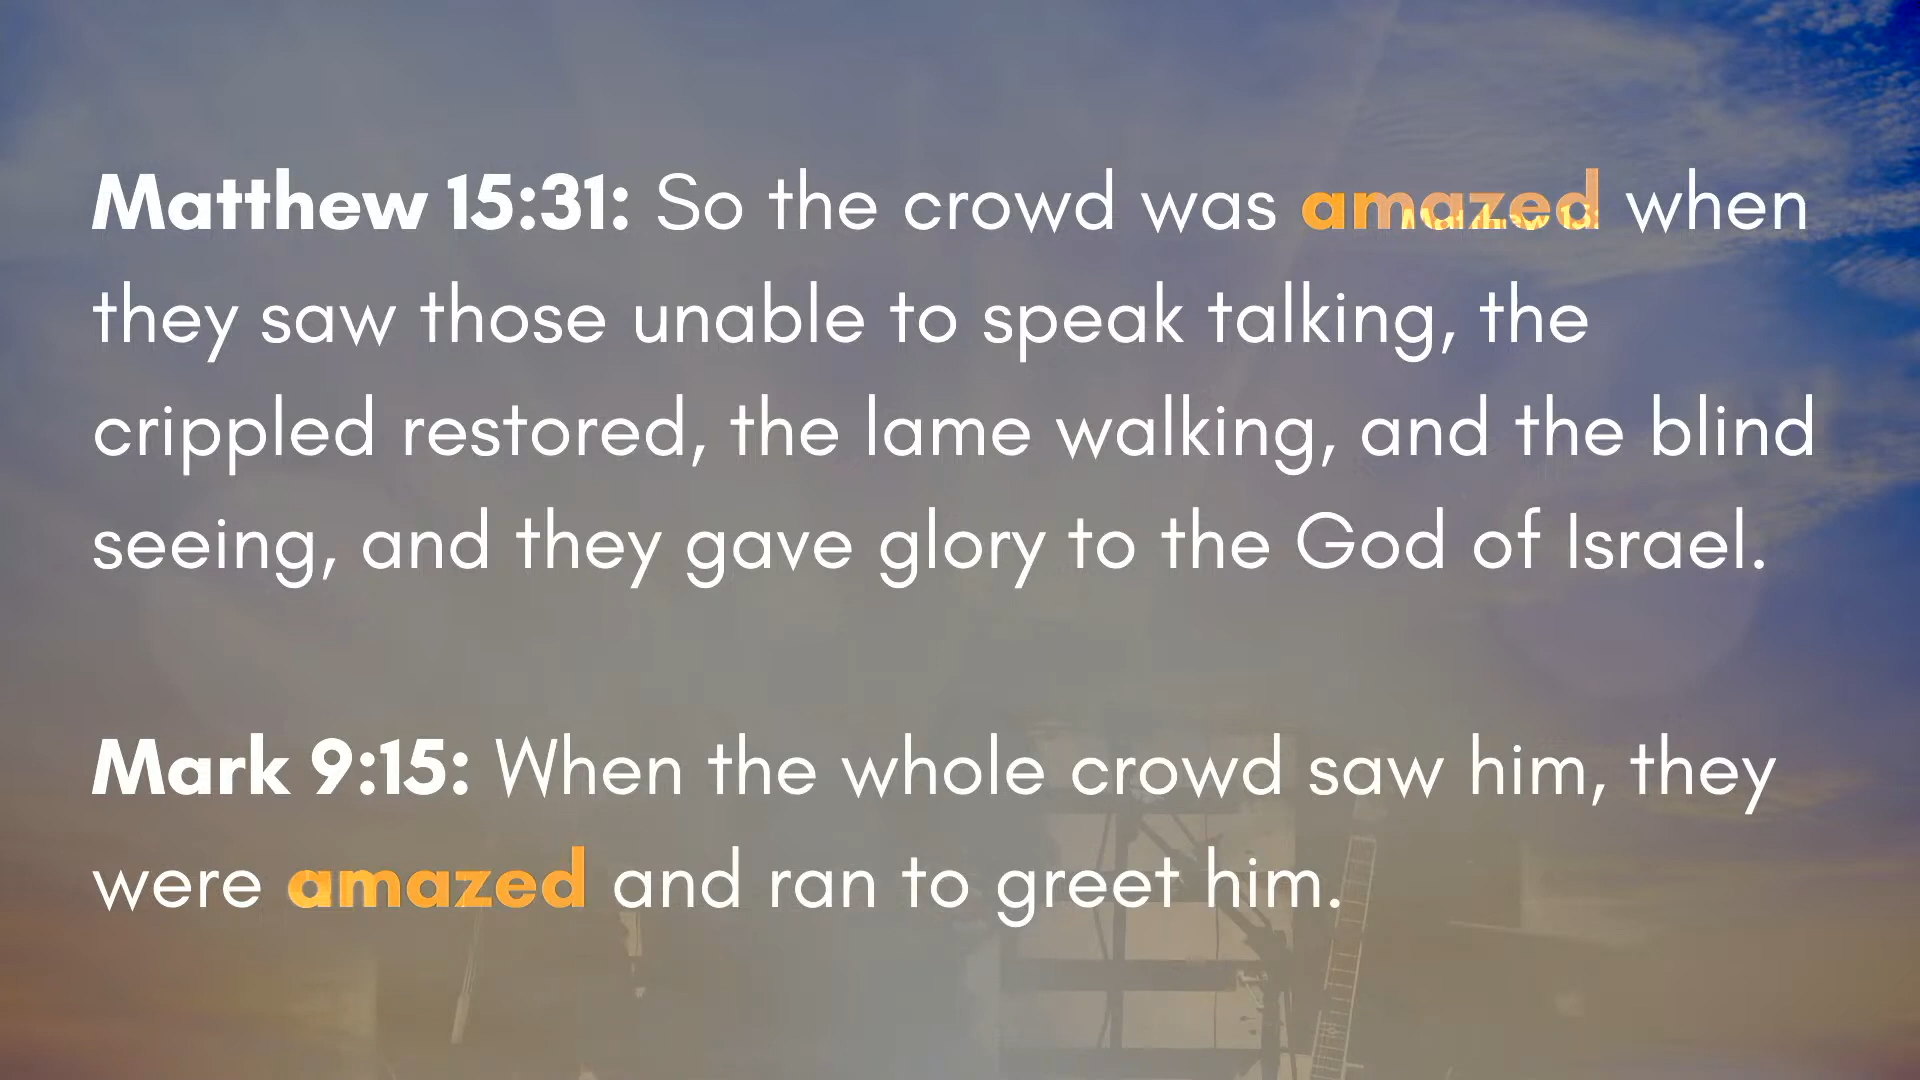 Matthew 15:31: So the crowd was amazed when
they saw those unable to speak talking, the
crippled restored, the lame walking, and the blind
seeing, and they gave glory to the God of Israel.
Mark 9:15: When the whole crowd saw him, they
were amazed and ran to greet him.